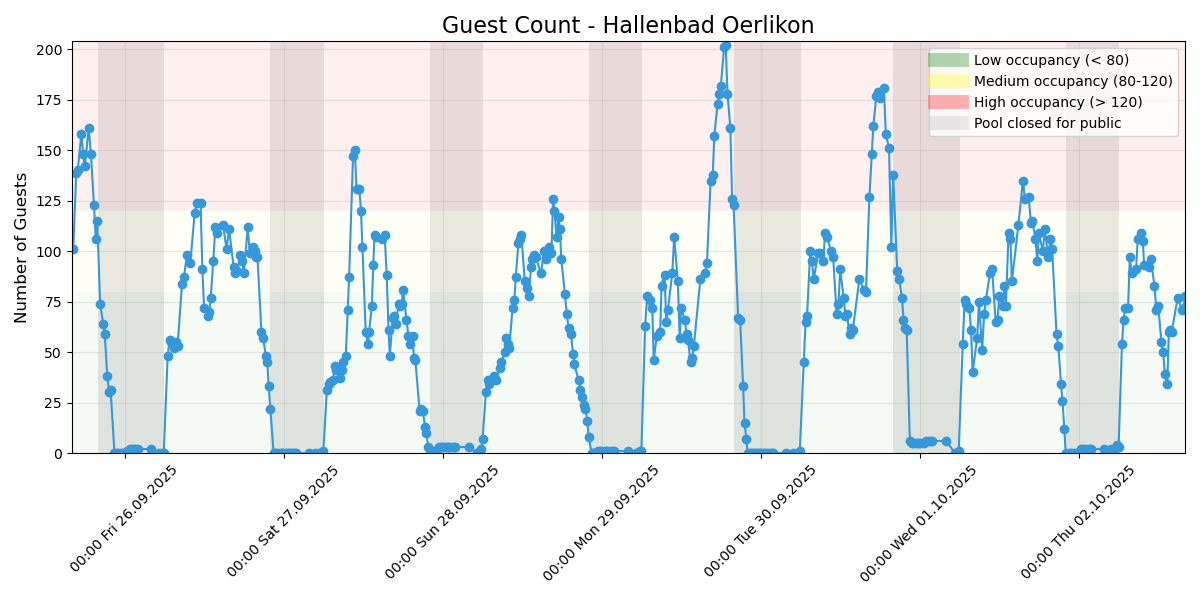 Guest Count - Hallenbad Oerlikon
Number of Guests
200
175
150
125
100
75
50
25
0
Low occupancy (< 80)
Medium occupancy (80-120)
High occupancy (> 120)
Pool closed for public
00:00 Fri 26.09.2025
00:00 Sat 27.09.2025
00:00 Sun 28.09.2025
00:00 Mon 29.09.2025
00:00 Tue 30.09.2025
00:00 Wed 01.10.2025
00:00 Thu 02.10.2025